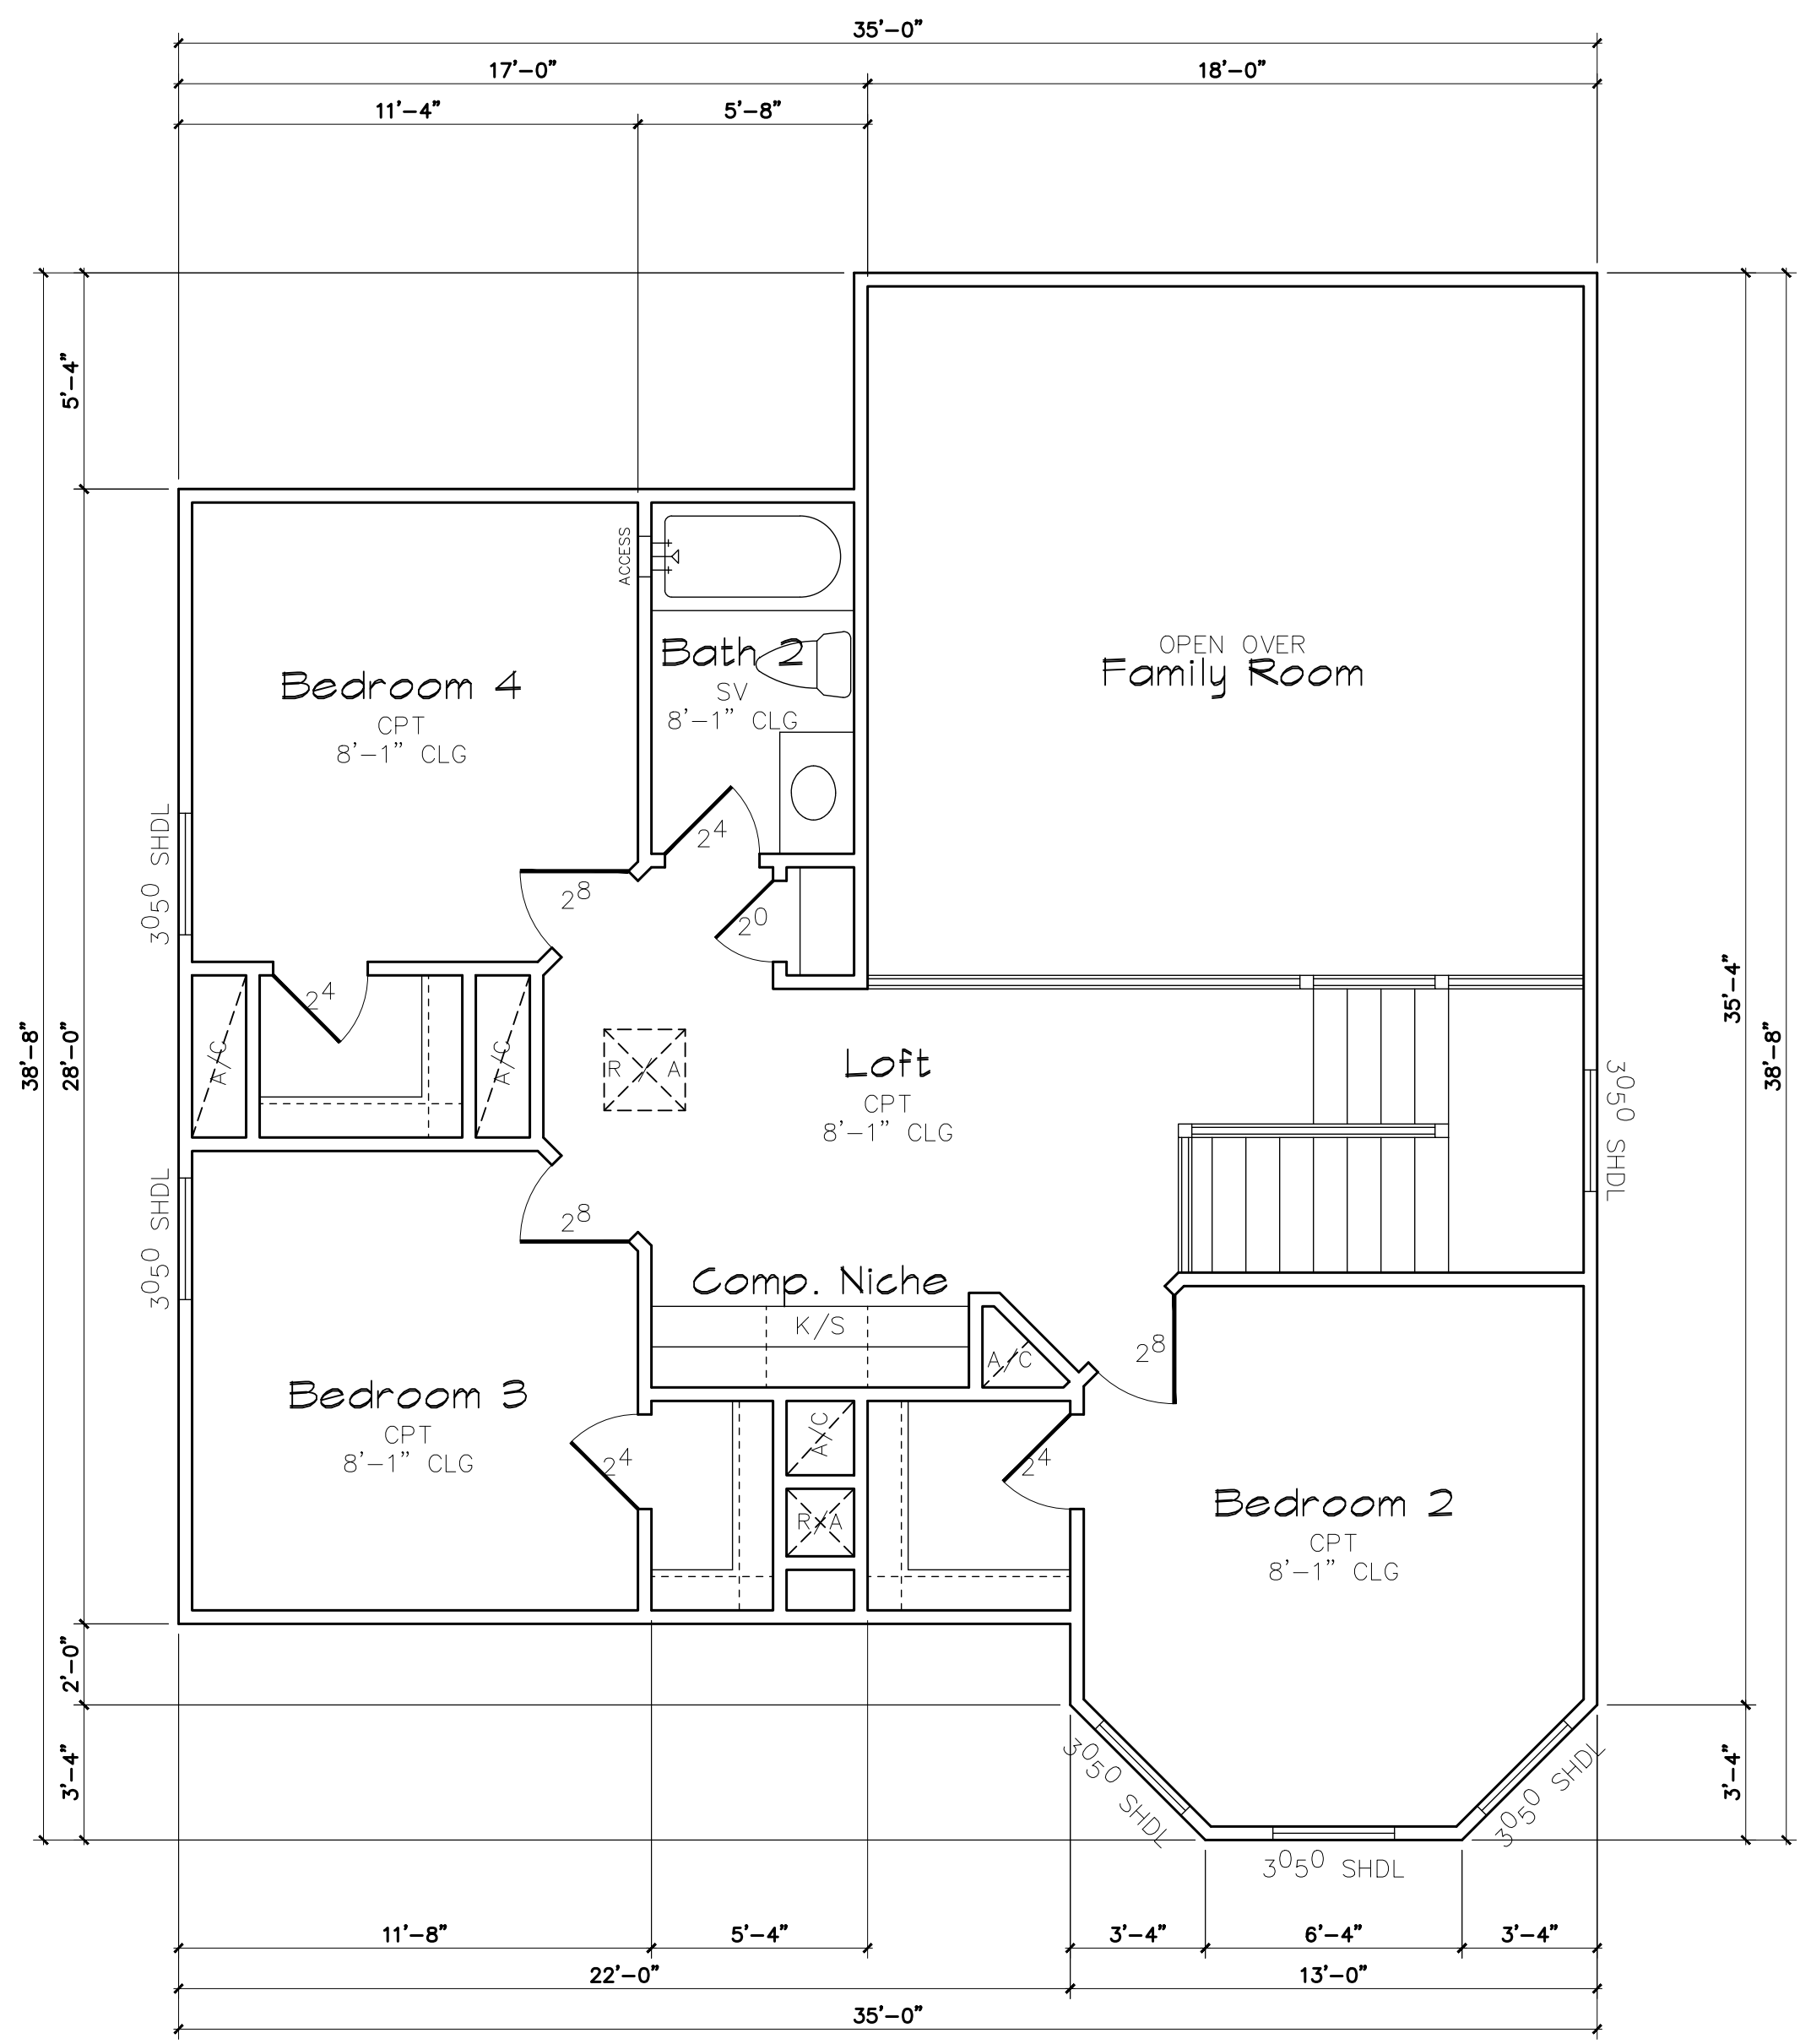 35'-0"
17'-0"
18'-0"
11'-4"
5'-8"
5'-4"
38'-8"
28'-0"
2'-0"
3'-4"
35'-4"
38'-8"
3'-4"
ACCESS
Bath 2
SV
8'-1" CLG
OPEN OVER
Family Room
Bedroom 4
CPT
8'-1" CLG
3050 SHDL
24
28
20
24
A/C
A/C
R/A
Loft
CPT
8'-1" CLG
3050 SHDL
3050 SHDL
28
Comp. Niche
K/S
A/C
28
Bedroom 3
CPT
8'-1" CLG
24
A/C
R/A
24
Bedroom 2
CPT
8'-1" CLG
3050 SHDL
3050 SHDL
3050 SHDL
11'-8"
5'-4"
3'-4"
6'-4"
3'-4"
22'-0"
13'-0"
35'-0"